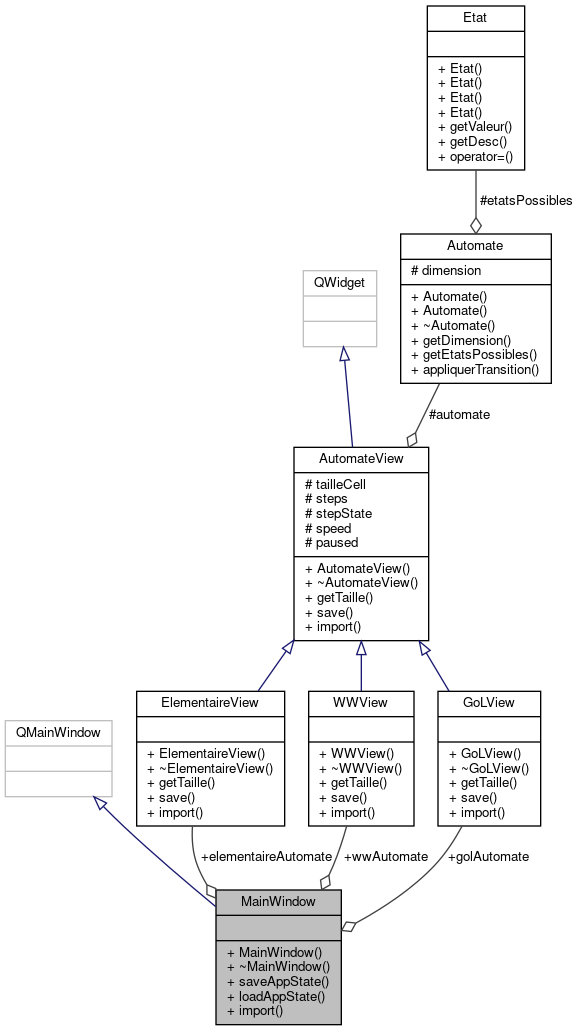 Etat
+ Etat()
+ Etat()
+ Etat()
+ Etat()
+ getValeur()
+ getDesc()
+ operator=()
#etatsPossibles
Automate
# dimension
+ Automate()
+ Automate()
+ ~Automate()
+ getDimension()
+ getEtatsPossibles()
+ appliquerTransition()
QWidget
#automate
AutomateView
# tailleCell
# steps
# stepState
# speed
# paused
+ AutomateView()
+ ~AutomateView()
+ getTaille()
+ save()
+ import()
QMainWindow
ElementaireView
+ ElementaireView()
+ ~ElementaireView()
+ getTaille()
+ save()
+ import()
WWView
+ WWView()
+ ~WWView()
+ getTaille()
+ save()
+ import()
GoLView
+ GoLView()
+ ~GoLView()
+ getTaille()
+ save()
+ import()
+elementaireAutomate
+wwAutomate
+golAutomate
MainWindow
+ MainWindow()
+ ~MainWindow()
+ saveAppState()
+ loadAppState()
+ import()